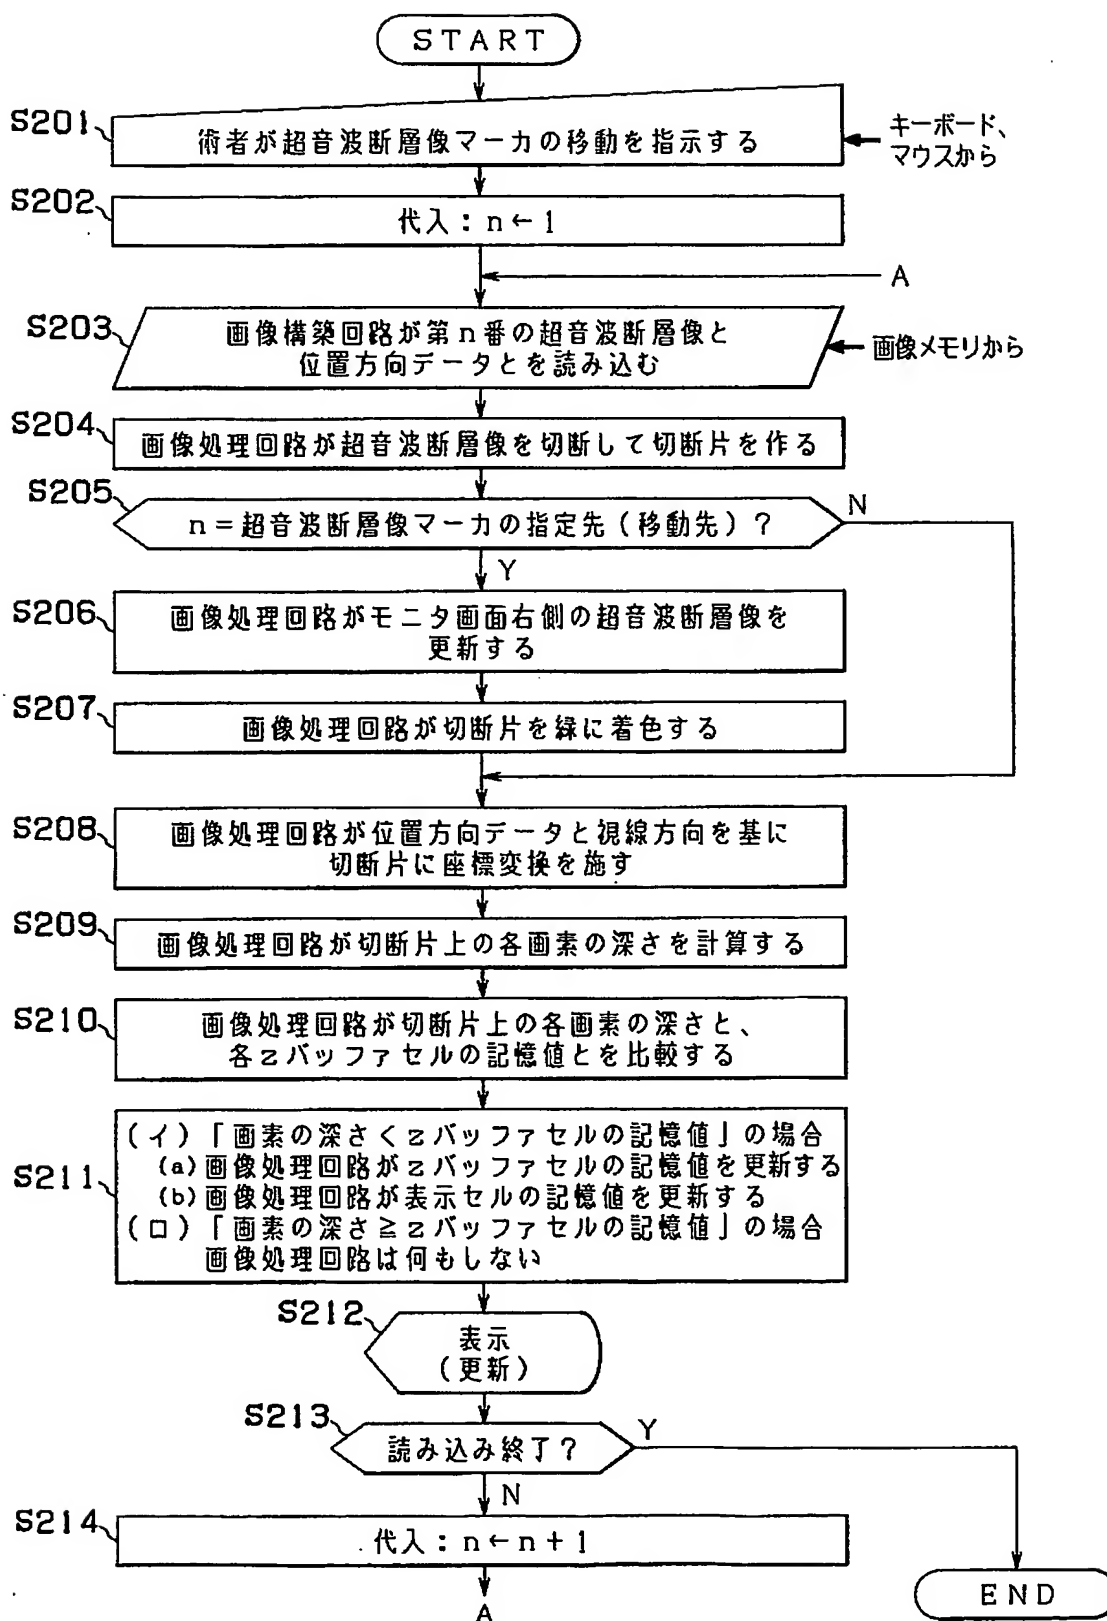 START
S201
術者が超音波断層像マーカの移動を指示する
キーボード、
マウスから
S202
代入：n←1
A
S203
画像構築回路が第n番の超音波断層像と
位置方向データとを読み込む
画像メモリから
S204
画像処理回路が超音波断層像を切断して切断片を作る
S205
n＝超音波断層像マーカの指定先（移動先）？
N
Y
S206
画像処理回路がモニタ画面右側の超音波断層像を
更新する
S207
画像処理回路が切断片を緑に着色する
S208
画像処理回路が位置方向データと視線方向を基に
切断片に座標変換を施す
S209
画像処理回路が切断片上の各画素の深さを計算する
S210
画像処理回路が切断片上の各画素の深さと、
各zバッファセルの記憶値とを比較する
S211
（イ）「画素の深さ＜zバッファセルの記憶値」の場合
(a)画像処理回路がzバッファセルの記憶値を更新する
(b)画像処理回路が表示セルの記憶値を更新する
（ロ）「画素の深さ≧zバッファセルの記憶値」の場合
画像処理回路は何もしない
S212
表示
（更新）
S213
読み込み終了？
Y
N
S214
代入：n←n＋1
A
END